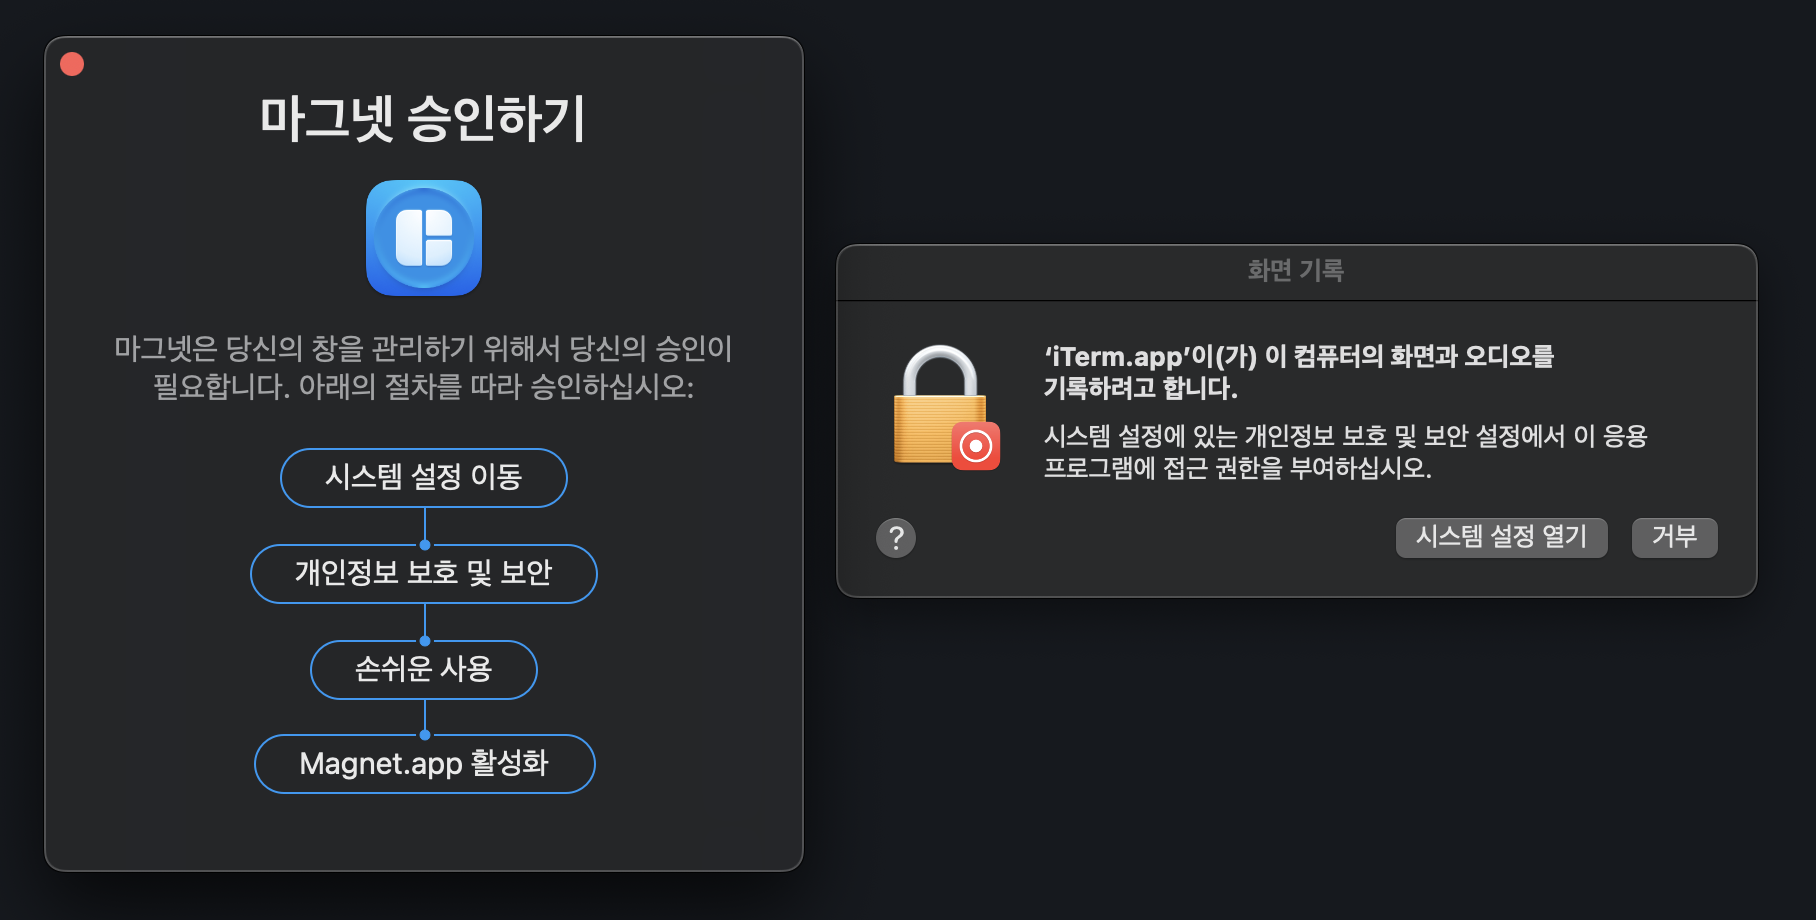 마그넷 승인하기
마그넷은 당신의 창을 관리하기 위해서 당신의 승인이
필요합니다. 아래의 절차를 따라 승인하십시오:
시스템 설정 이동
개인정보 보호 및 보안
손쉬운 사용
Magnet.app 활성화
화면 기록
‘iTerm.app’이(가) 이 컴퓨터의 화면과 오디오를
기록하려고 합니다.
시스템 설정에 있는 개인정보 보호 및 보안 설정에서 이 응용
프로그램에 접근 권한을 부여하십시오.
?
시스템 설정 열기
거부